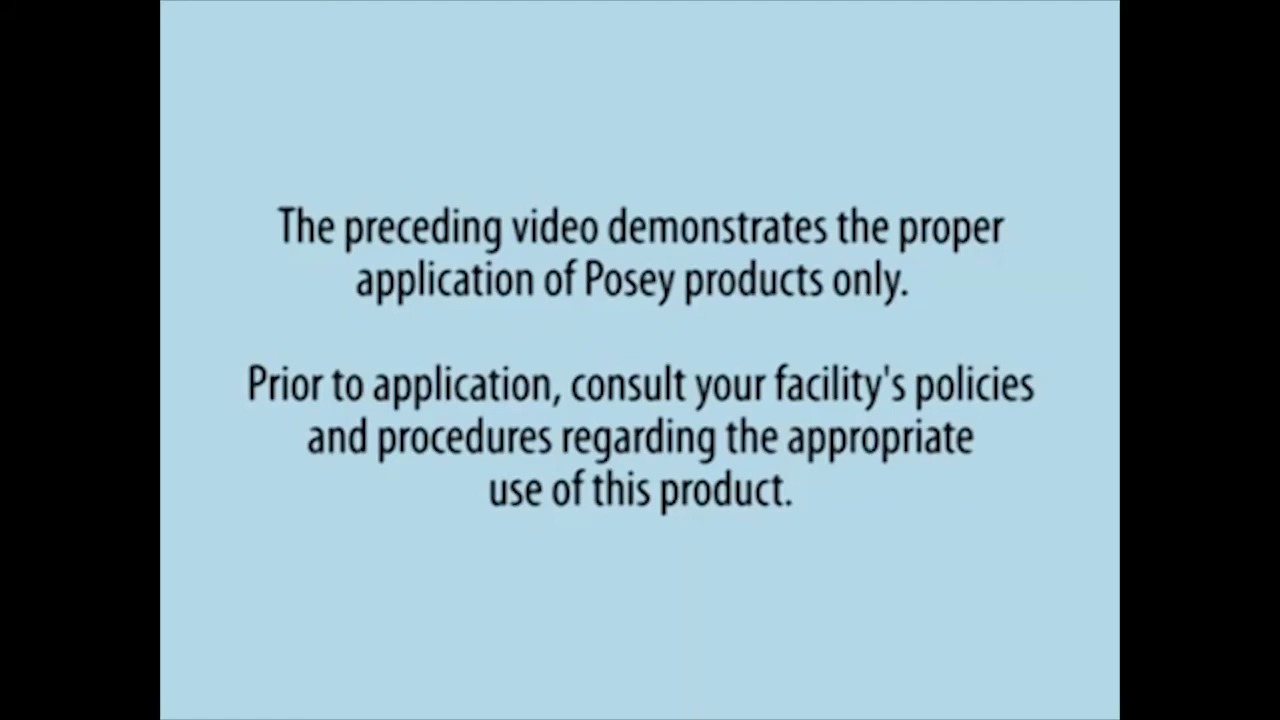 The preceding video demonstrates the proper
application of Posey products only.
Prior to application, consult your facility's policies
and procedures regarding the appropriate
use of this product.